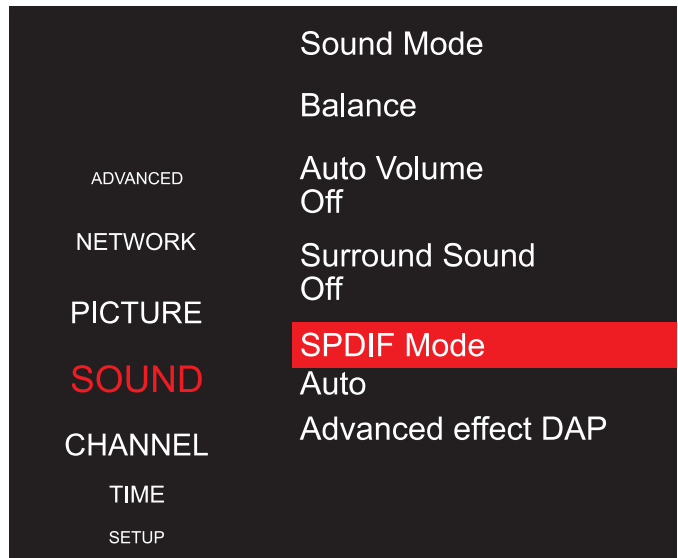 ADVANCED
NETWORK
PICTURE
SOUND
CHANNEL
TIME
SETUP
Sound Mode
Balance
Auto Volume
Off
Surround Sound
Off
SPDIF Mode
Auto
Advanced effect DAP